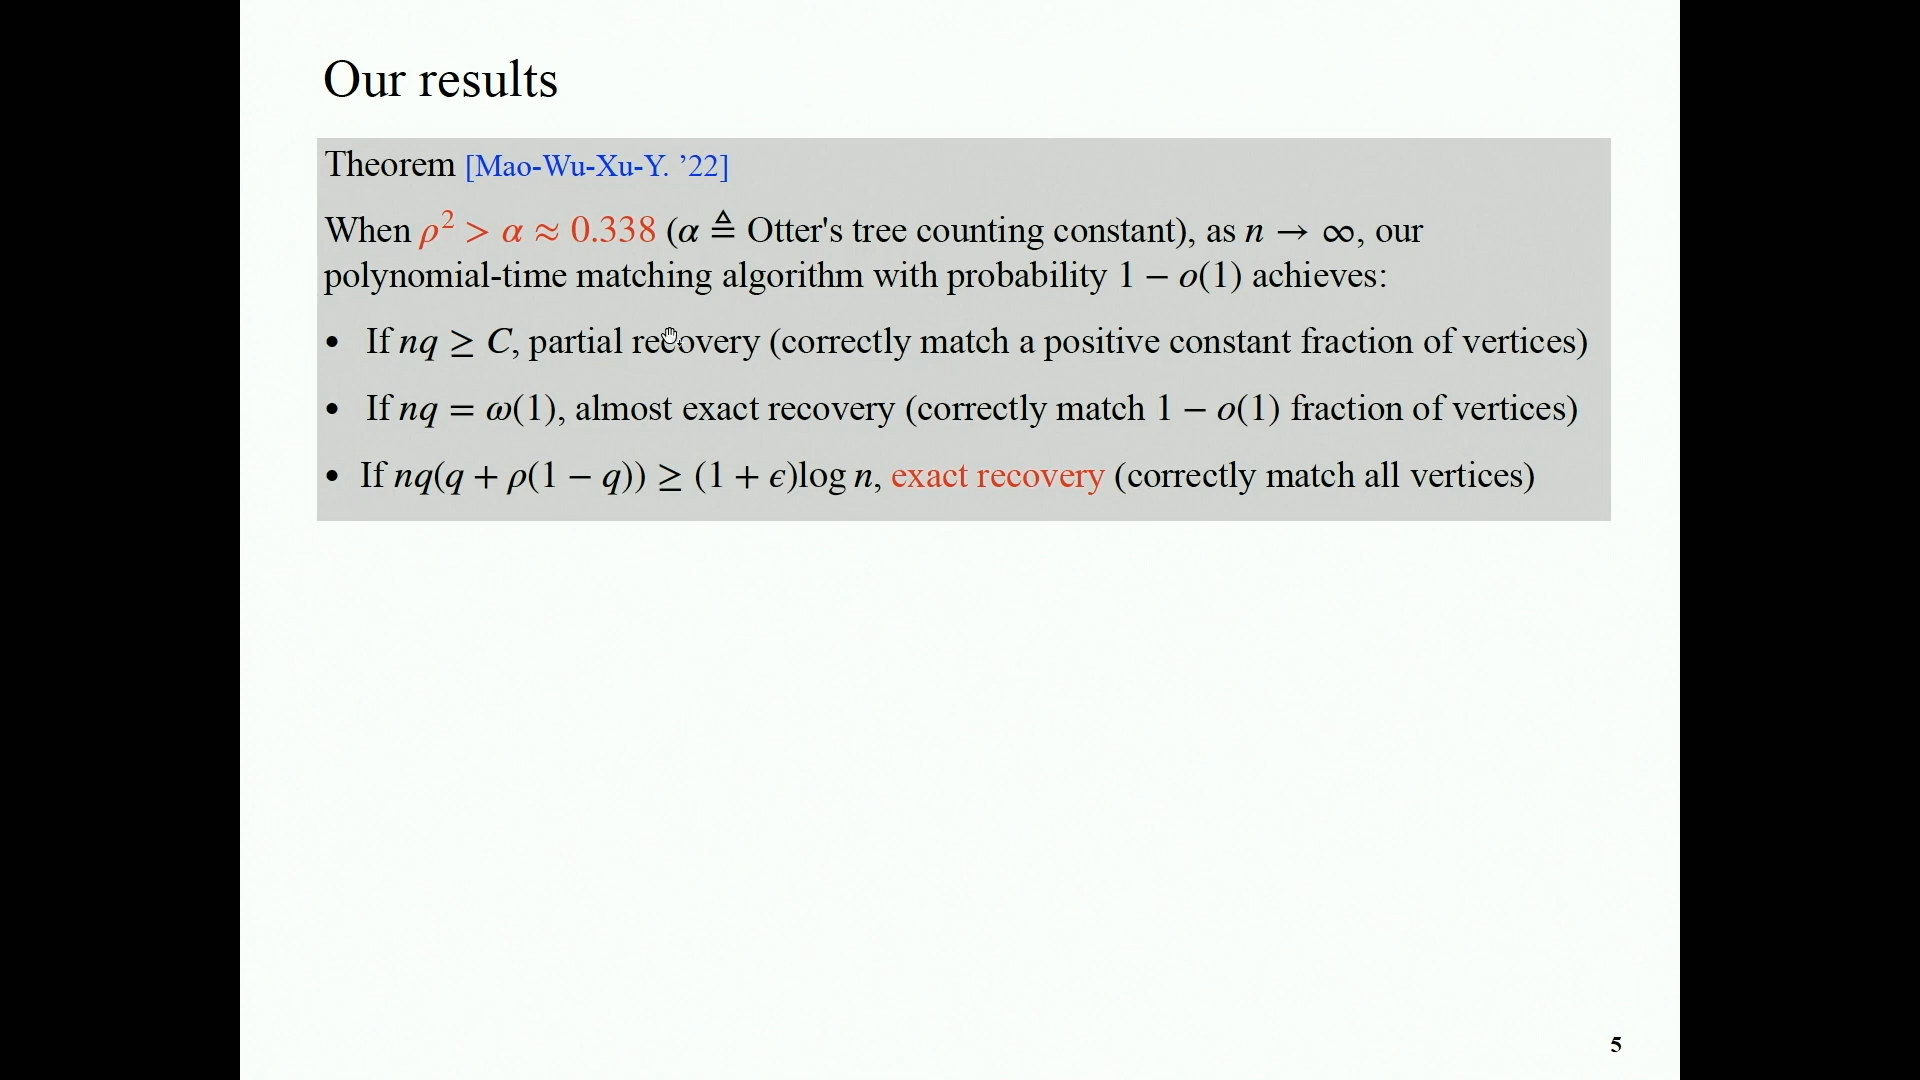 Our results
Theorem [Mao-Wu-Xu-Y. ’22]
When ρ² > α ≈ 0.338 (α ≜ Otter's tree counting constant), as n → ∞, our
polynomial-time matching algorithm with probability 1 − o(1) achieves:
• If nq ≥ C, partial recovery (correctly match a positive constant fraction of vertices)
• If nq = ω(1), almost exact recovery (correctly match 1 − o(1) fraction of vertices)
• If nq(q + ρ(1 − q)) ≥ (1 + ϵ)log n, exact recovery (correctly match all vertices)
5